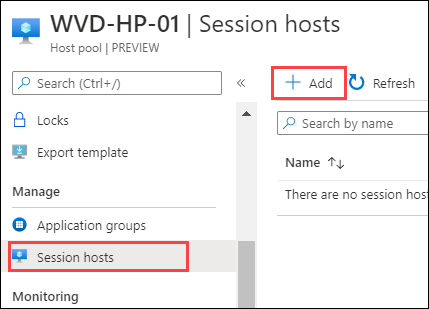 WVD-HP-01 | Session hosts
Host pool | PREVIEW
Search (Ctrl+/)
«
Locks
Export template
Manage
Application groups
Session hosts
Monitoring
+ Add
Refresh
Search by name
Name ↑↓
There are no session hos